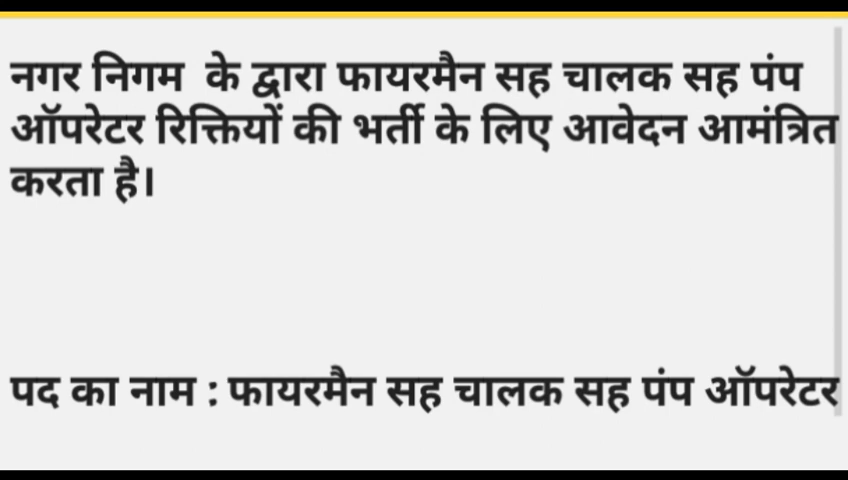 नगर निगम के द्वारा फायरमैन सह चालक सह पंप
ऑपरेटर रिक्तियों की भर्ती के लिए आवेदन आमंत्रित
करता है।
पद का नाम : फायरमैन सह चालक सह पंप ऑपरेटर